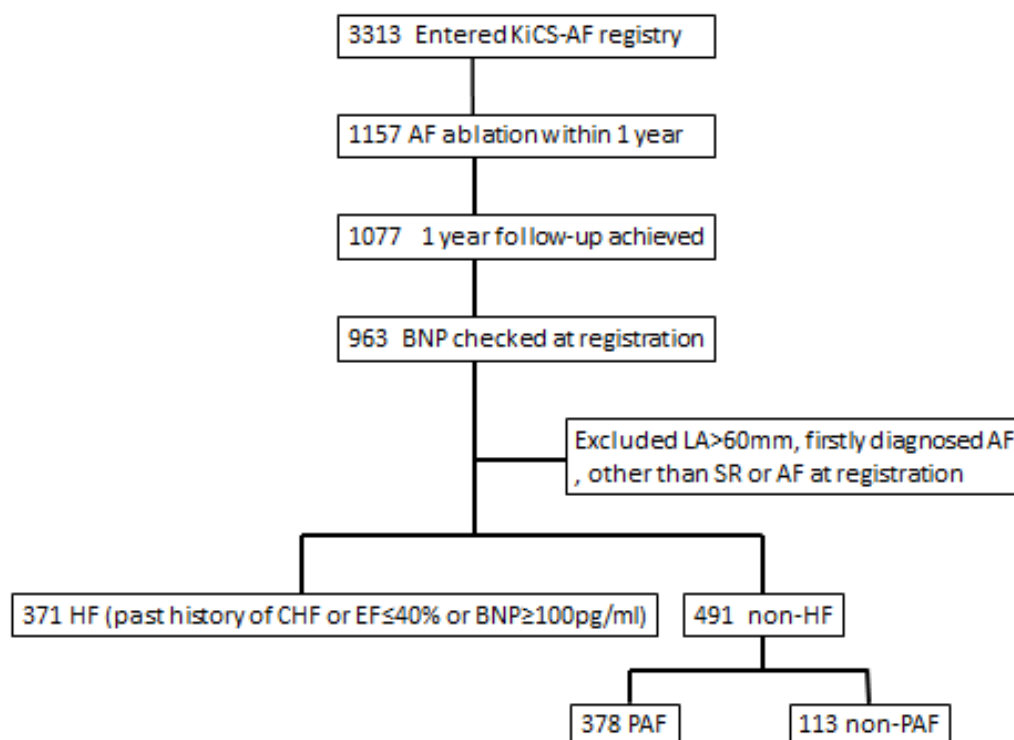 3313 Entered KiCS-AF registry
1157 AF ablation within 1 year
1077 1 year follow-up achieved
963 BNP checked at registration
Excluded LA>60mm, firstly diagnosed AF
, other than SR or AF at registration
371 HF (past history of CHF or EF≤40% or BNP≥100pg/ml)
491 non-HF
378 PAF
113 non-PAF